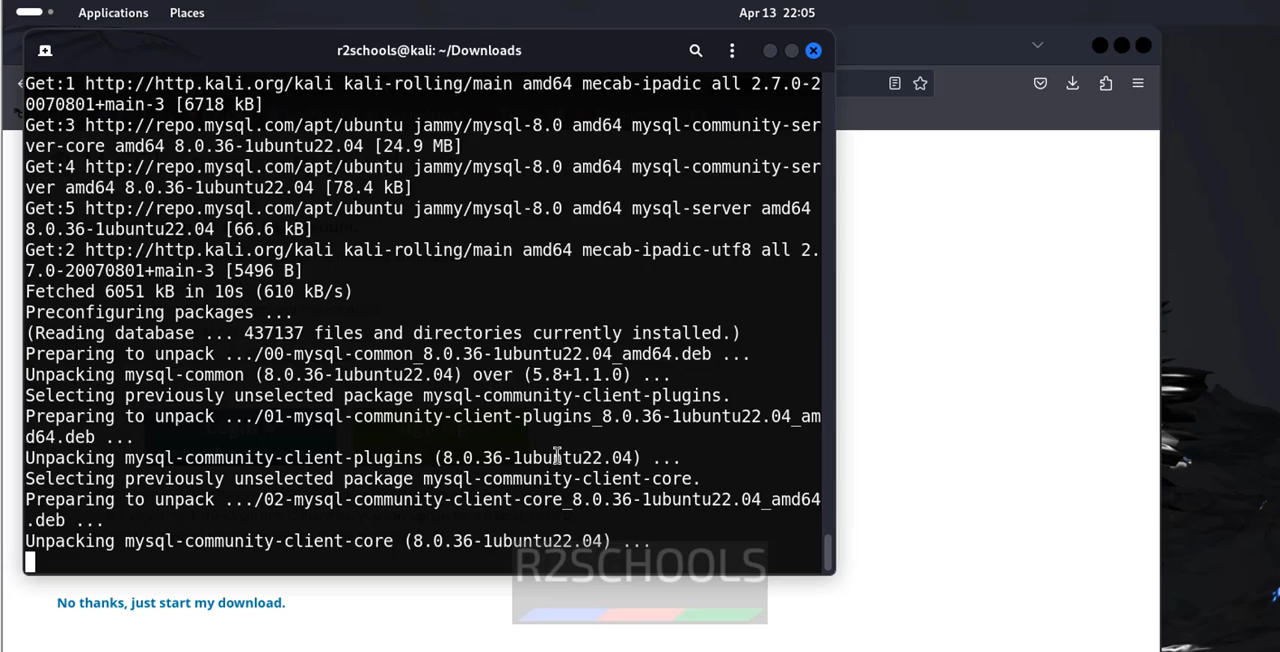 Applications Places Apr 13 22:05
r2schools@kali: ~/Downloads
Get:1 http://http.kali.org/kali kali-rolling/main amd64 mecab-ipadic all 2.7.0-2
0070801+main-3 [6718 kB]
Get:3 http://repo.mysql.com/apt/ubuntu jammy/mysql-8.0 amd64 mysql-community-ser
ver-core amd64 8.0.36-1ubuntu22.04 [24.9 MB]
Get:4 http://repo.mysql.com/apt/ubuntu jammy/mysql-8.0 amd64 mysql-community-ser
ver amd64 8.0.36-1ubuntu22.04 [78.4 kB]
Get:5 http://repo.mysql.com/apt/ubuntu jammy/mysql-8.0 amd64 mysql-server amd64
8.0.36-1ubuntu22.04 [66.6 kB]
Get:2 http://http.kali.org/kali kali-rolling/main amd64 mecab-ipadic-utf8 all 2.
7.0-20070801+main-3 [5496 B]
Fetched 6051 kB in 10s (610 kB/s)
Preconfiguring packages ...
(Reading database ... 437137 files and directories currently installed.)
Preparing to unpack .../00-mysql-common_8.0.36-1ubuntu22.04_amd64.deb ...
Unpacking mysql-common (8.0.36-1ubuntu22.04) over (5.8+1.1.0) ...
Selecting previously unselected package mysql-community-client-plugins.
Preparing to unpack .../01-mysql-community-client-plugins_8.0.36-1ubuntu22.04_am
d64.deb ...
Unpacking mysql-community-client-plugins (8.0.36-1ubuntu22.04) ...
Selecting previously unselected package mysql-community-client-core.
Preparing to unpack .../02-mysql-community-client-core_8.0.36-1ubuntu22.04_amd64
.deb ...
Unpacking mysql-community-client-core (8.0.36-1ubuntu22.04) ...
R2SCHOOLS
No thanks, just start my download.